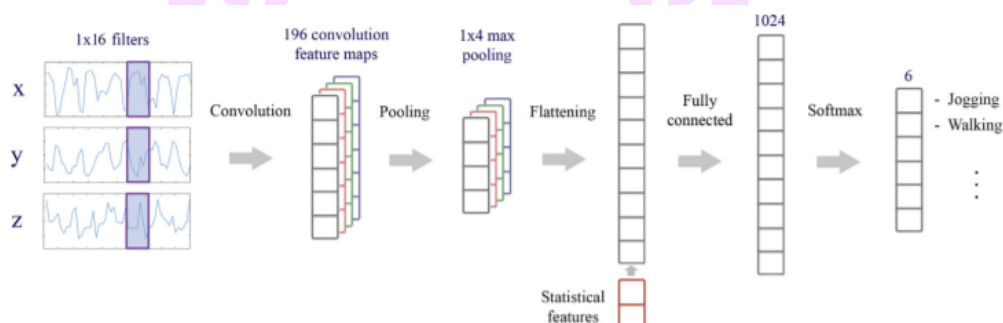 1x16 filters
196 convolution
feature maps
1x4 max
pooling
1024
6
x
y
z
Convolution
Pooling
Flattening
Fully
connected
Softmax
- Jogging
- Walking
Statistical
features